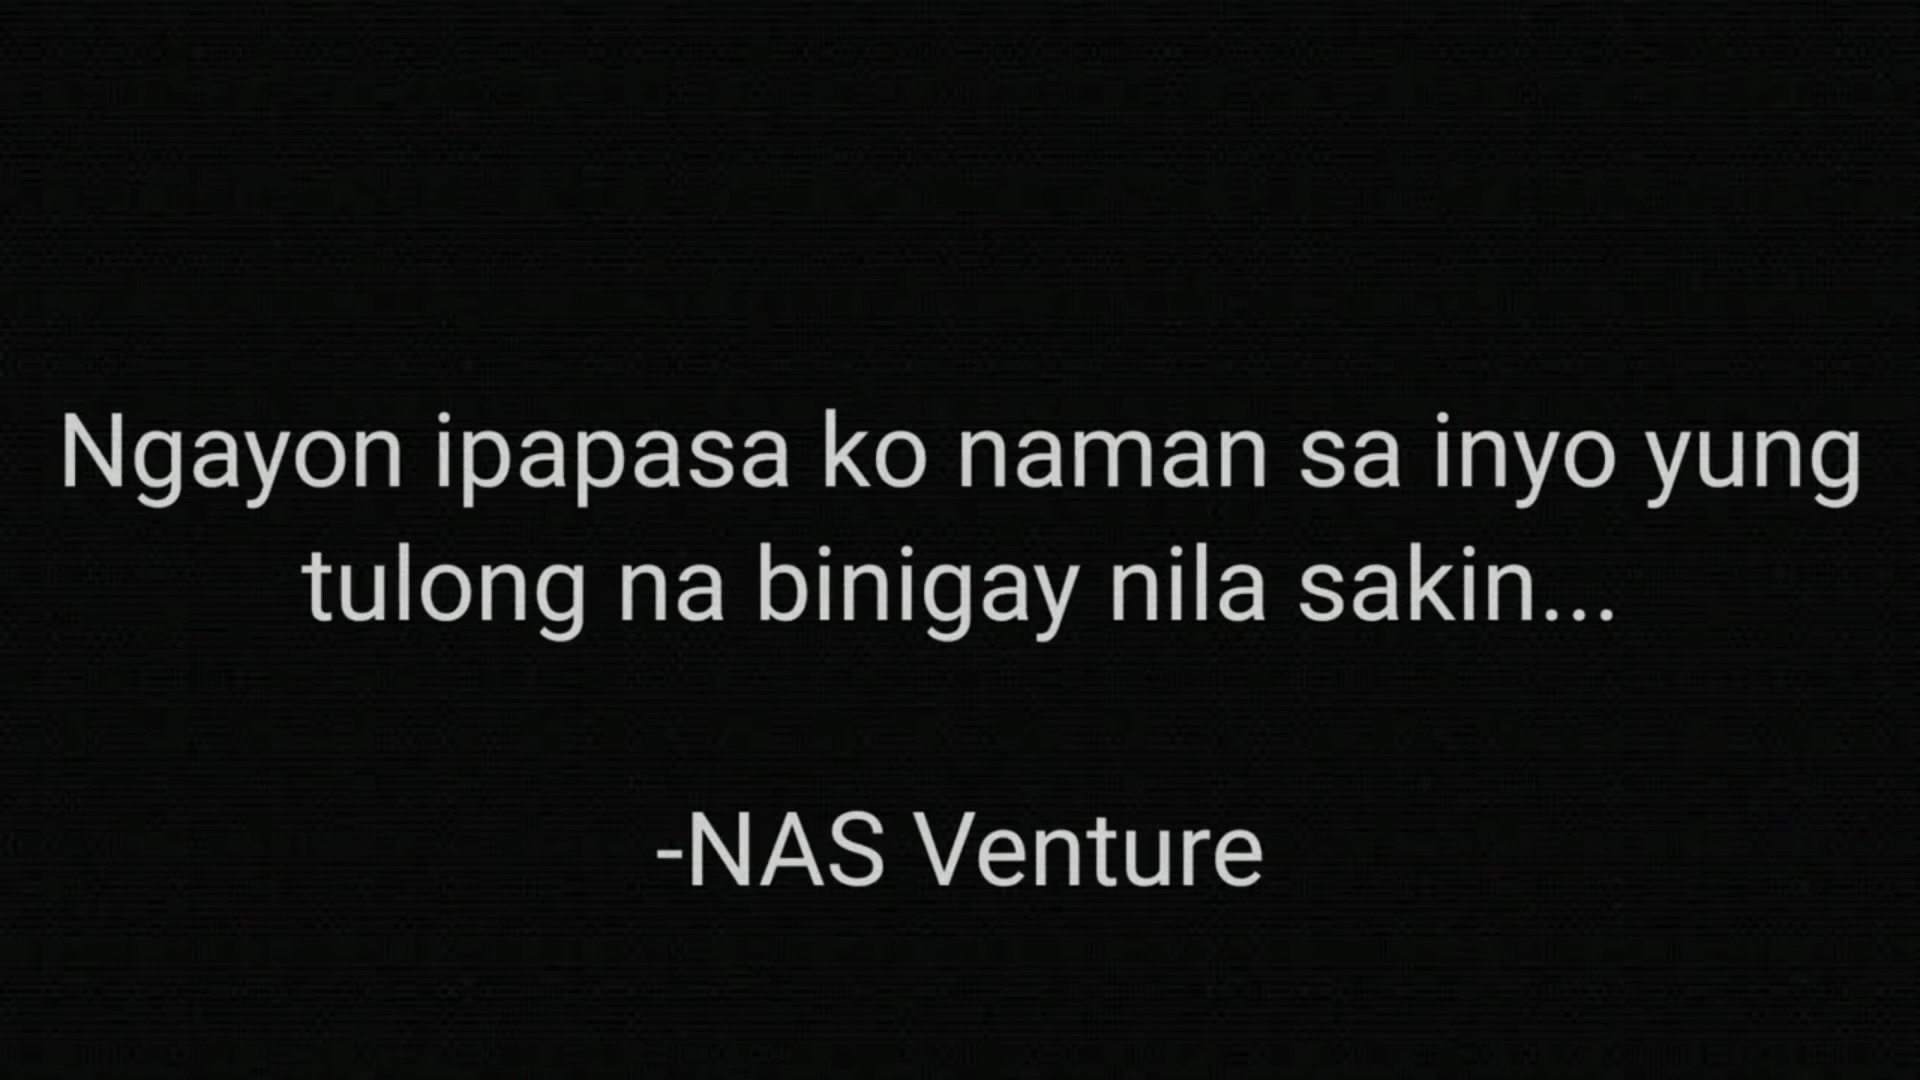 Ngayon ipapasa ko naman sa inyo yung
tulong na binigay nila sakin...
-NAS Venture